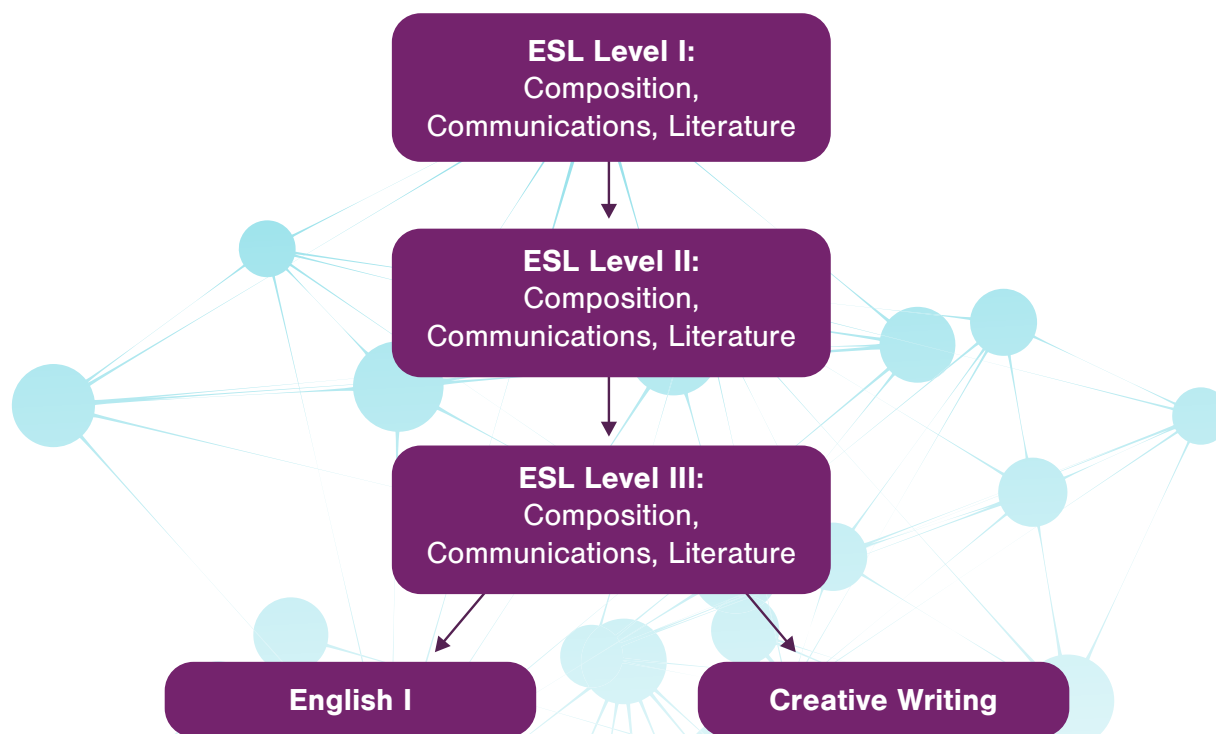 ESL Level I:
Composition,
Communications, Literature
ESL Level II:
Composition,
Communications, Literature
ESL Level III:
Composition,
Communications, Literature
English I
Creative Writing